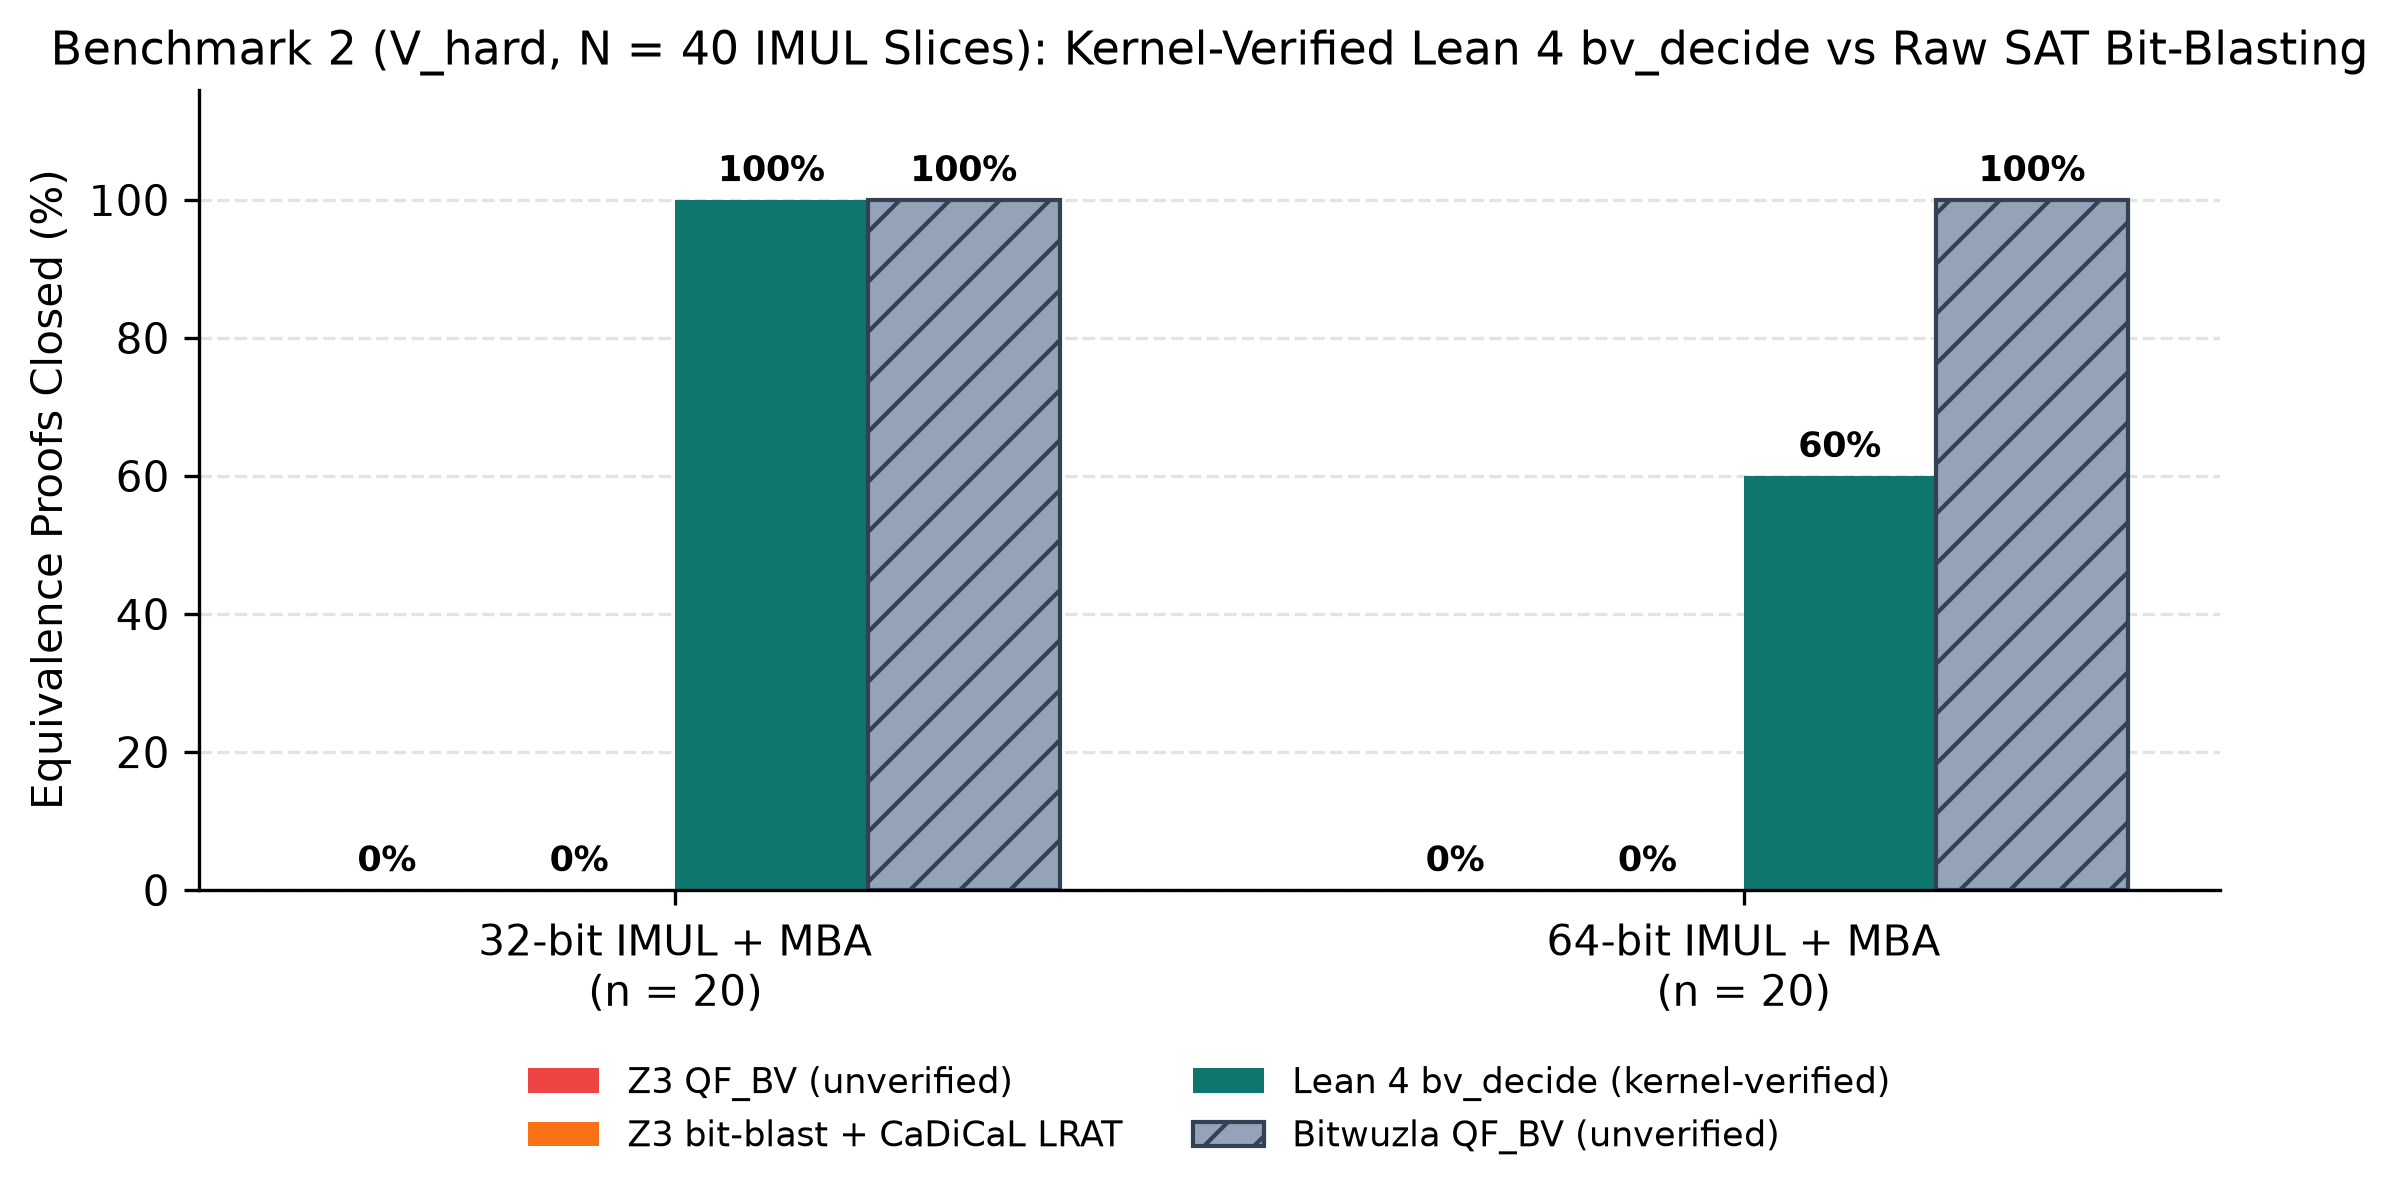 Benchmark 2 (V_hard, N = 40 IMUL Slices): Kernel-Verified Lean 4 bv_decide vs Raw SAT Bit-Blasting
Equivalence Proofs Closed (%)
100
80
60
40
20
0
0%
0%
100%
100%
0%
0%
60%
100%
32-bit IMUL + MBA
(n = 20)
64-bit IMUL + MBA
(n = 20)
Z3 QF_BV (unverified)
Z3 bit-blast + CaDiCaL LRAT
Lean 4 bv_decide (kernel-verified)
Bitwuzla QF_BV (unverified)